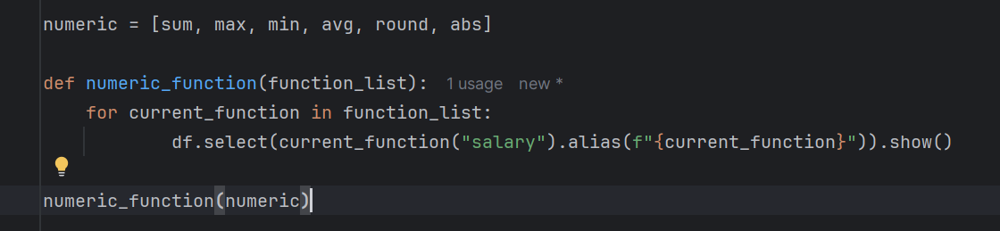 numeric = [sum, max, min, avg, round, abs]
def numeric_function(function_list): 1 usage new *
for current_function in function_list:
df.select(current_function("salary").alias(f"{current_function}")).show()
numeric_function(numeric)